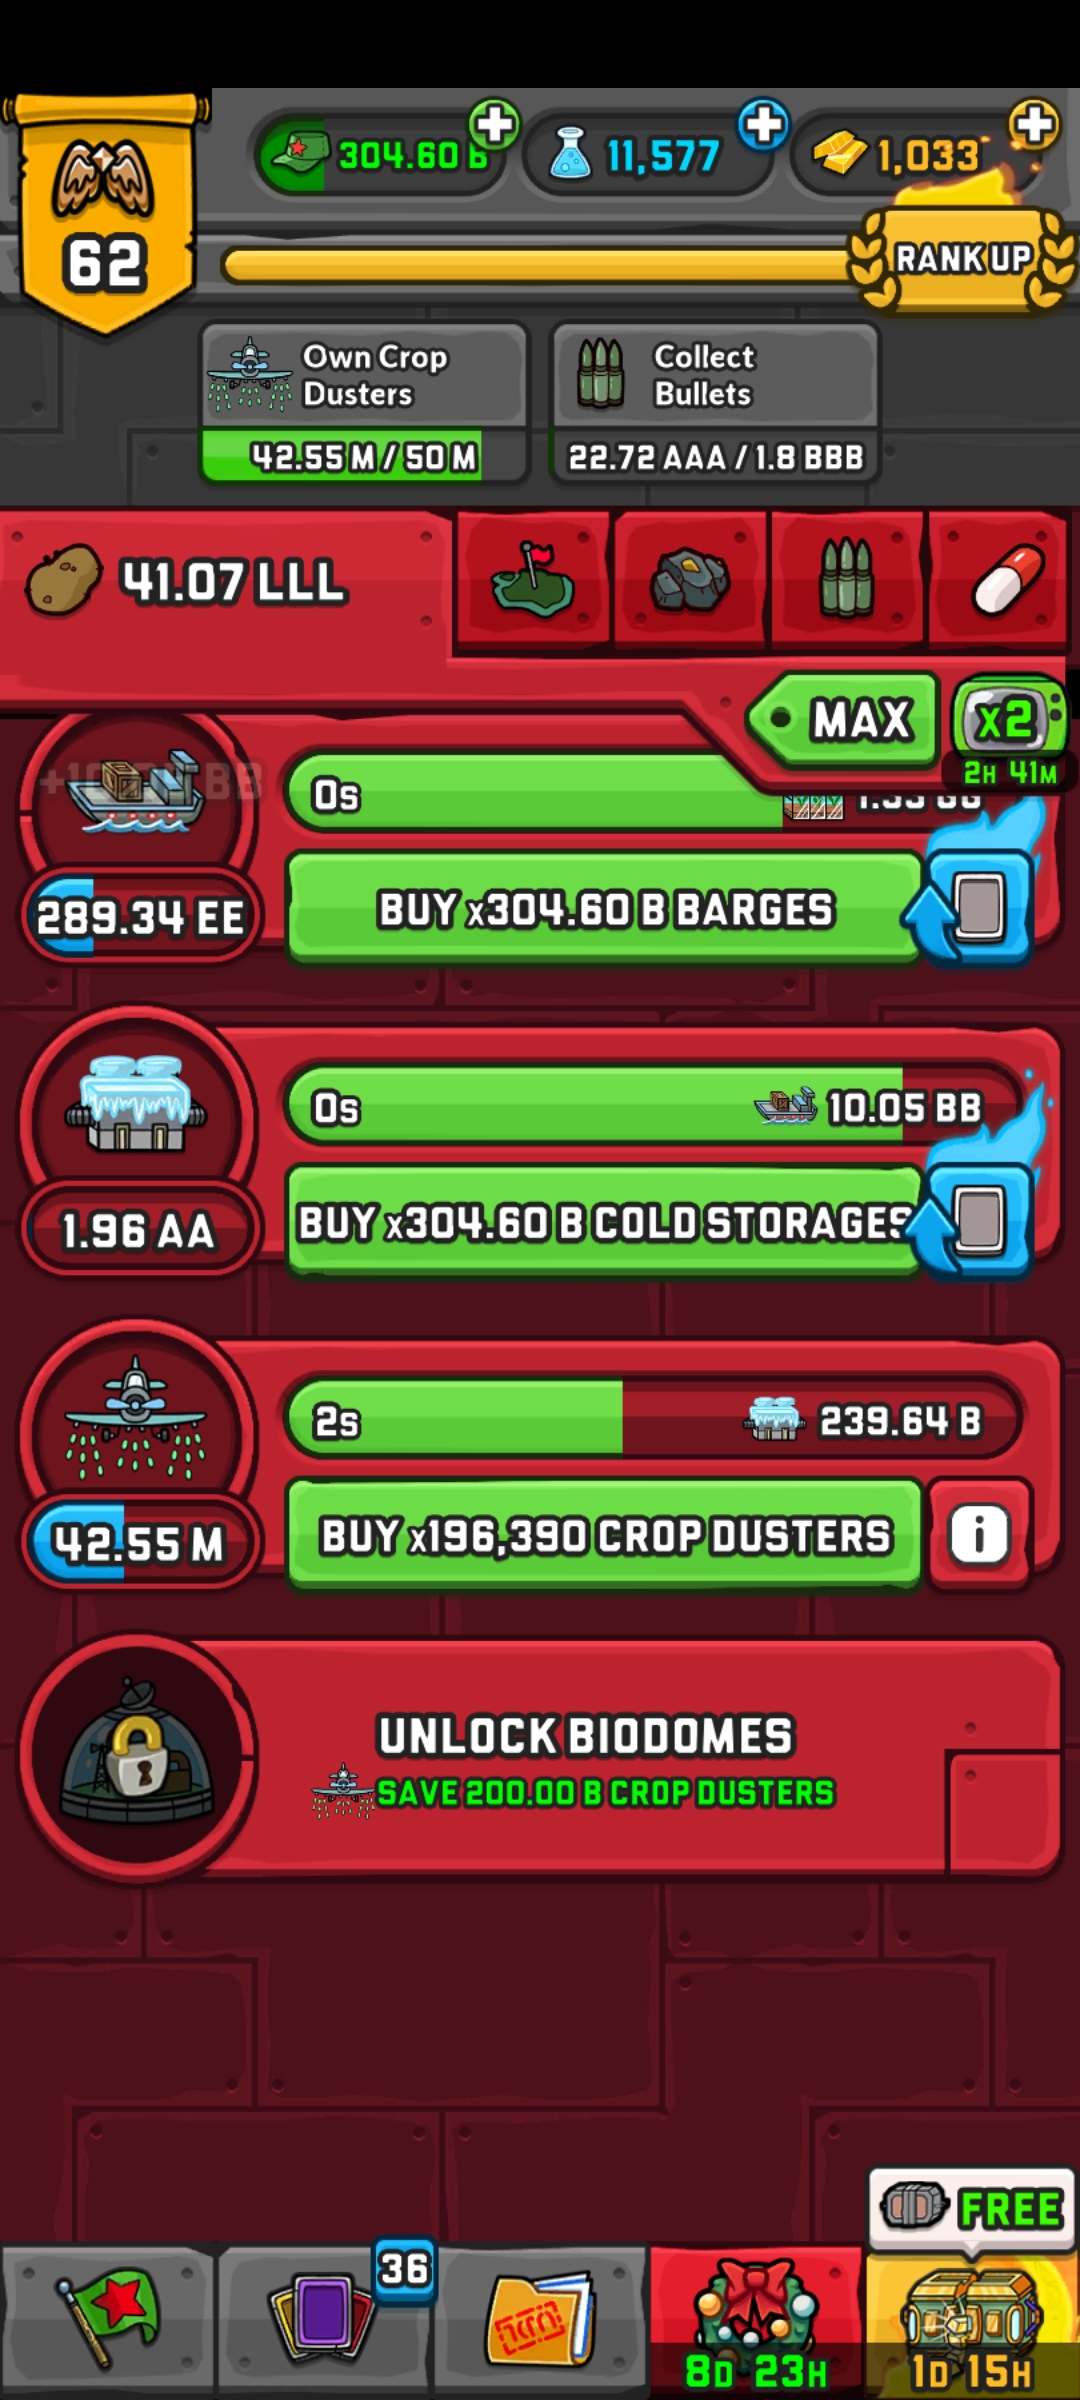 304.60 B
11,577
1,033
62
RANK UP
Own Crop
Dusters
42.55 M / 50 M
Collect
Bullets
22.72 AAA / 1.8 BBB
41.07 LLL
MAX
x2
2H 41M
0s
289.34 EE
BUY x304.60 B BARGES
0s
10.05 BB
1.96 AA
BUY x304.60 B COLD STORAGES
2s
239.64 B
42.55 M
BUY x196,390 CROP DUSTERS
i
UNLOCK BIODOMES
SAVE 200.00 B CROP DUSTERS
FREE
36
8D 23H
1D 15H